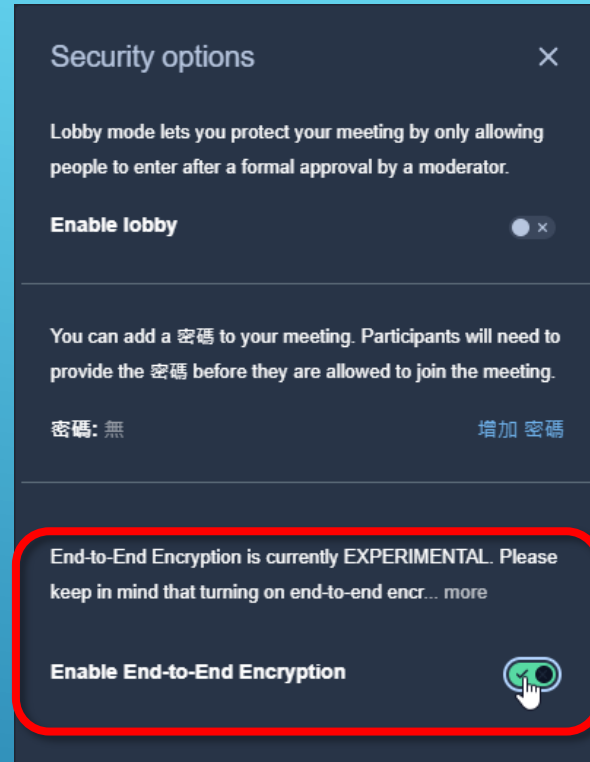 Security options
Lobby mode lets you protect your meeting by only allowing
people to enter after a formal approval by a moderator.
Enable lobby
You can add a 密碼 to your meeting. Participants will need to
provide the 密碼 before they are allowed to join the meeting.
密碼: 無 增加 密碼
End-to-End Encryption is currently EXPERIMENTAL. Please
keep in mind that turning on end-to-end encr... more
Enable End-to-End Encryption